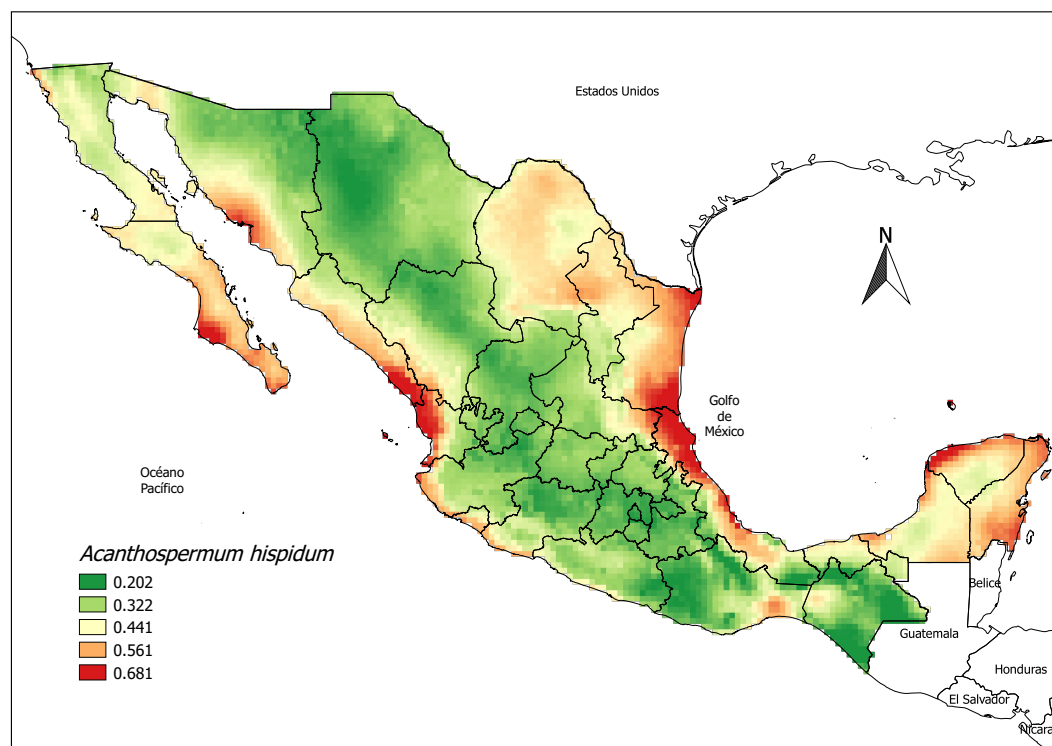 Estados Unidos
N
Golfo
de
México
Océano
Pacífico
Acanthospermum hispidum
0.202
0.322
0.441
0.561
0.681
Belice
Guatemala
Honduras
El Salvador
Nicara